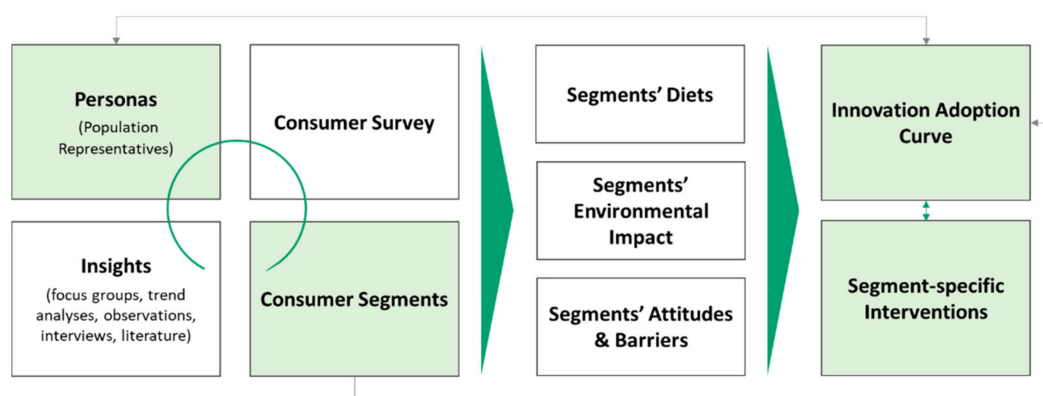 Personas
(Population
Representatives)
Consumer Survey
Insights
(focus groups, trend
analyses, observations,
interviews, literature)
Consumer Segments
Segments’ Diets
Segments’
Environmental
Impact
Segments’ Attitudes
& Barriers
Innovation Adoption
Curve
Segment-specific
Interventions